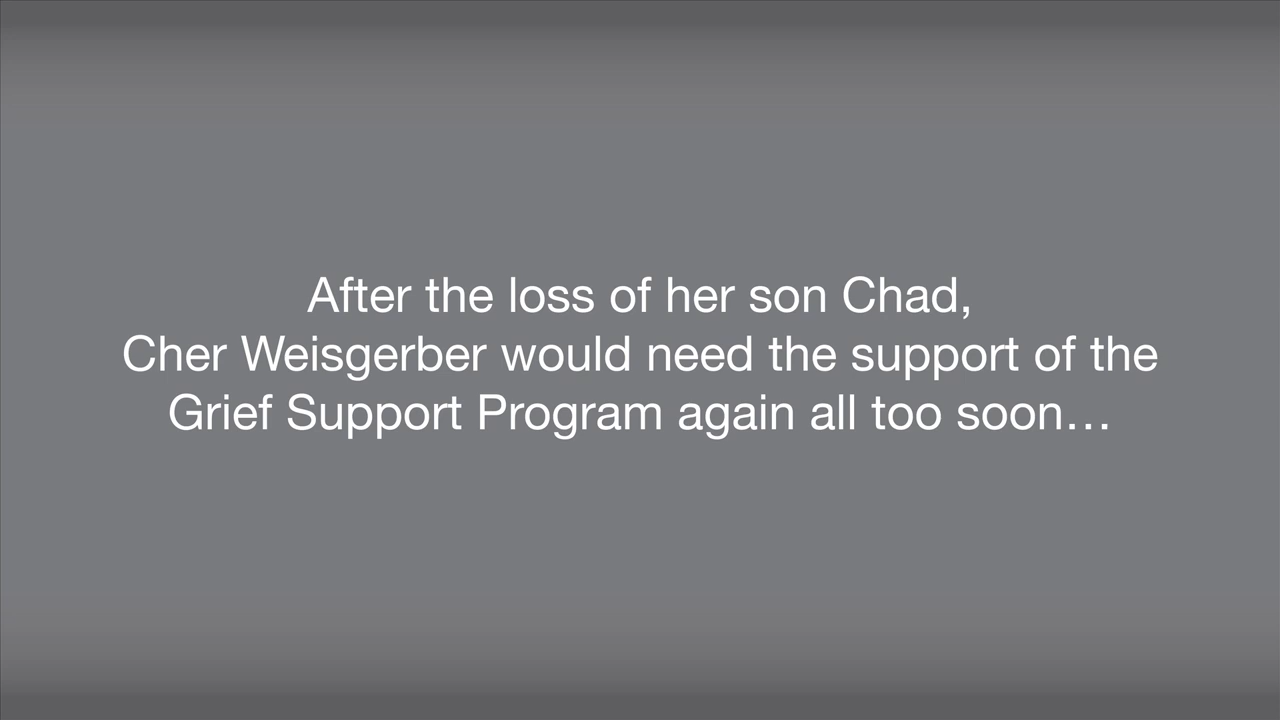 After the loss of her son Chad,
Cher Weisgerber would need the support of the
Grief Support Program again all too soon…